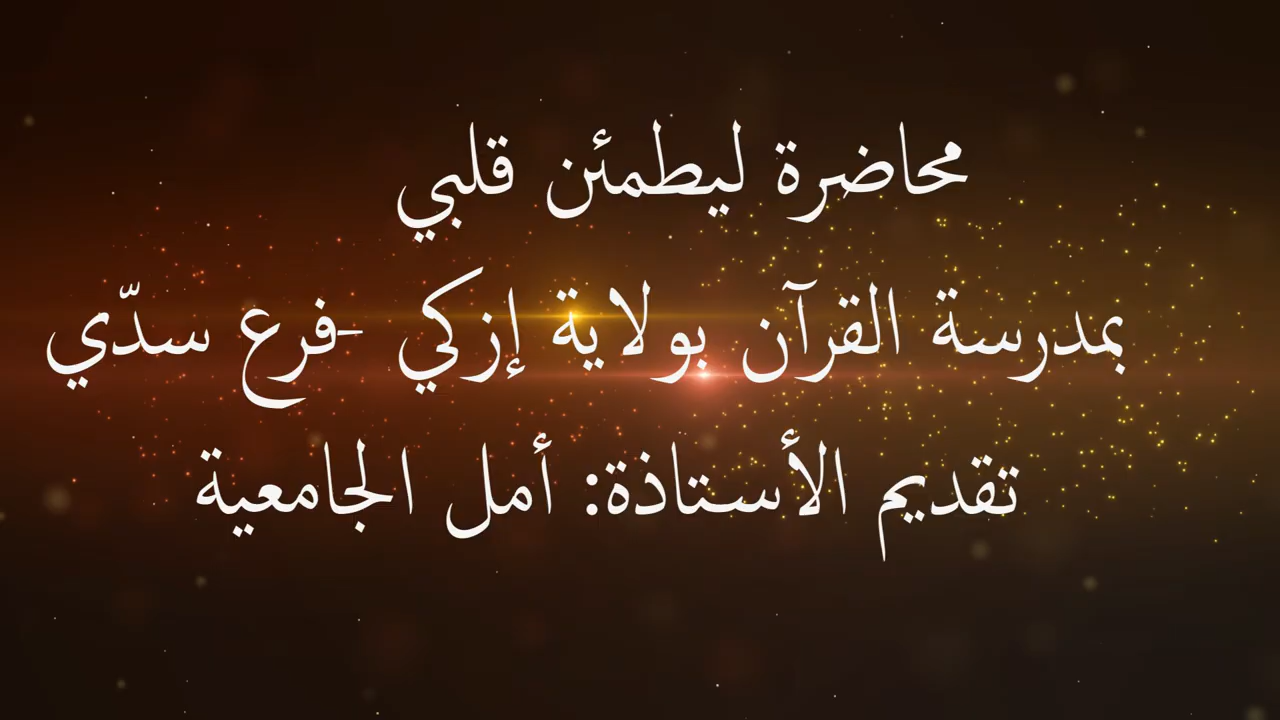 محاضرة ليطمئن قلبي
بمدرسة القرآن بولاية إزكي -فرع سدّي
تقديم الأستاذة: أمل الجامعية